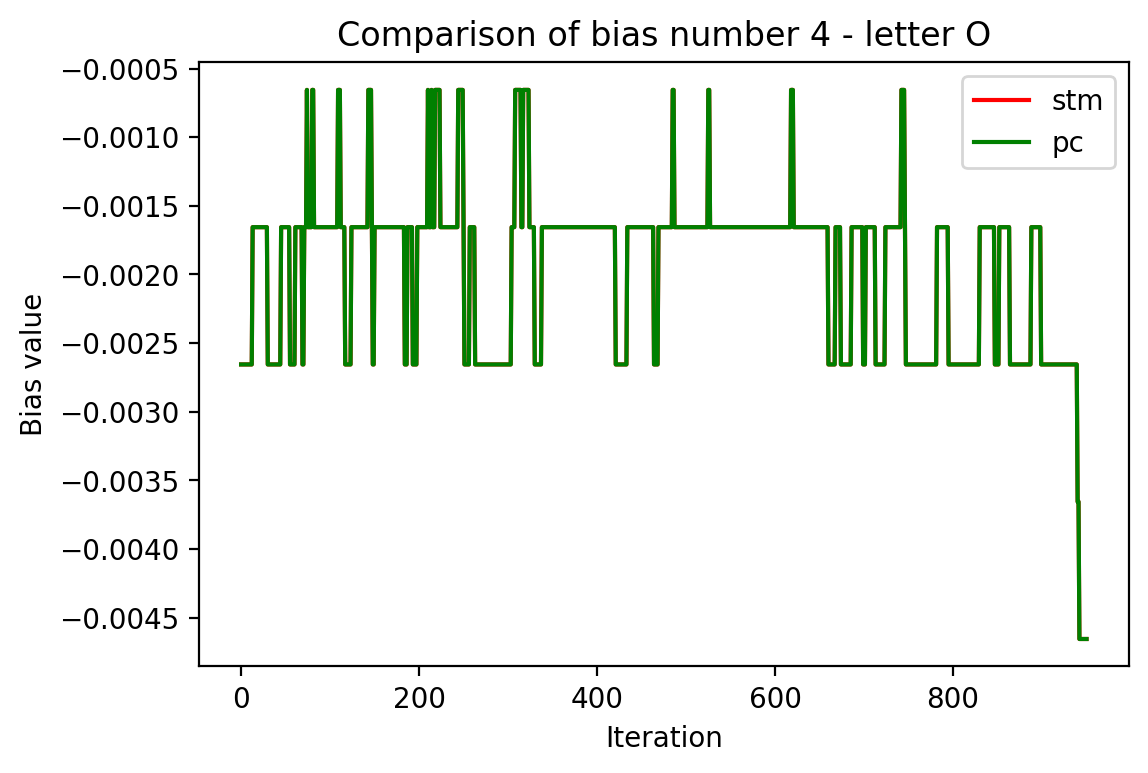 Comparison of bias number 4 - letter O
−0.0005
−0.0010
−0.0015
−0.0020
−0.0025
−0.0030
−0.0035
−0.0040
−0.0045
Bias value
stm
pc
0 200 400 600 800
Iteration